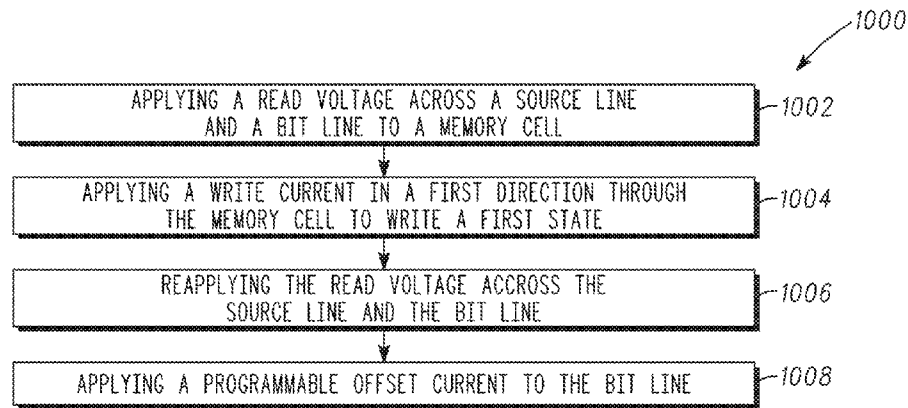 1000
APPLYING A READ VOLTAGE ACROSS A SOURCE LINE
AND A BIT LINE TO A MEMORY CELL
1002
APPLYING A WRITE CURRENT IN A FIRST DIRECTION THROUGH
THE MEMORY CELL TO WRITE A FIRST STATE
1004
REAPPLYING THE READ VOLTAGE ACCROSS THE
SOURCE LINE AND THE BIT LINE
1006
APPLYING A PROGRAMMABLE OFFSET CURRENT TO THE BIT LINE
1008